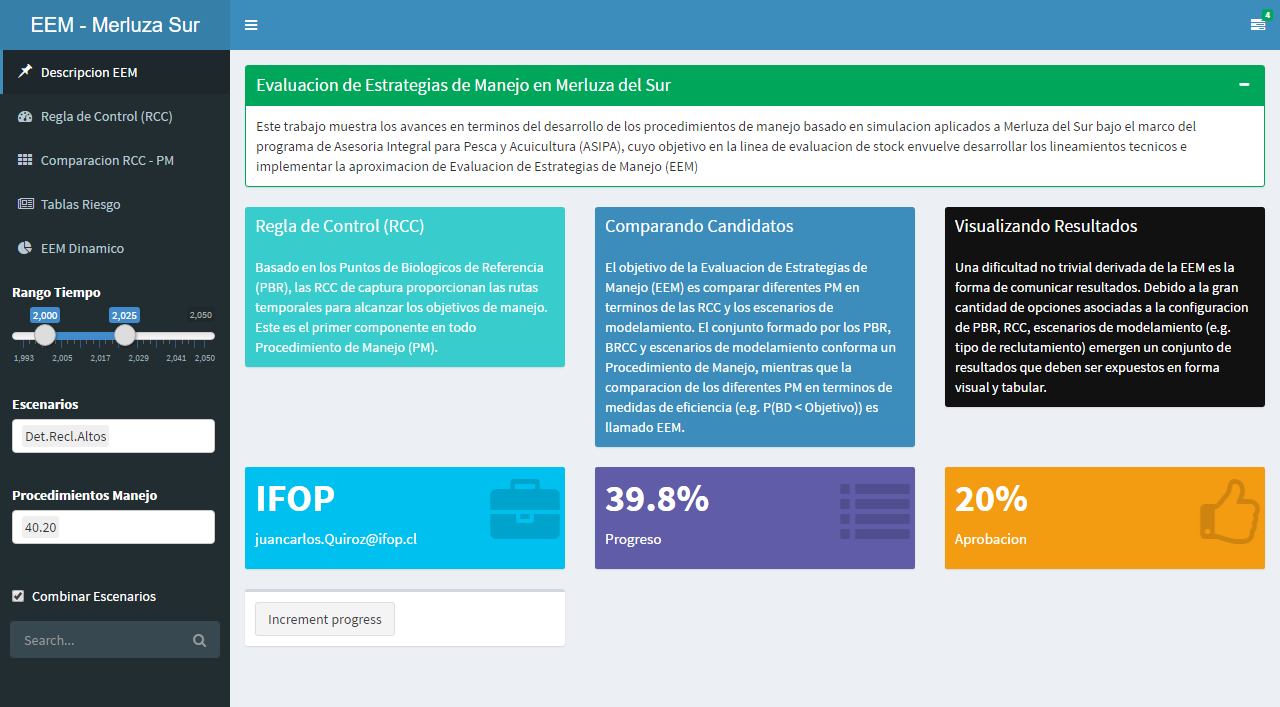 EEM - Merluza Sur
4
Descripcion EEM
Regla de Control (RCC)
Comparacion RCC - PM
Tablas Riesgo
EEM Dinamico
Rango Tiempo
2,000 2,025 2,050
1,993 2,005 2,017 2,029 2,041 2,050
Escenarios
Det.Recl.Altos
Procedimientos Manejo
40.20
Combinar Escenarios
Search...
Evaluacion de Estrategias de Manejo en Merluza del Sur
Este trabajo muestra los avances en terminos del desarrollo de los procedimientos de manejo basado en simulacion aplicados a Merluza del Sur bajo el marco del
programa de Asesoria Integral para Pesca y Acuicultura (ASIPA), cuyo objetivo en la linea de evaluacion de stock envuelve desarrollar los lineamientos tecnicos e
implementar la aproximacion de Evaluacion de Estrategias de Manejo (EEM)
Regla de Control (RCC)
Basado en los Puntos de Biologicos de Referencia
(PBR), las RCC de captura proporcionan las rutas
temporales para alcanzar los objetivos de manejo.
Este es el primer componente en todo
Procedimiento de Manejo (PM).
Comparando Candidatos
El objetivo de la Evaluacion de Estrategias de
Manejo (EEM) es comparar diferentes PM en
terminos de las RCC y los escenarios de
modelamiento. El conjunto formado por los PBR,
BRCC y escenarios de modelamiento conforma un
Procedimiento de Manejo, mientras que la
comparacion de los diferentes PM en terminos de
medidas de eficiencia (e.g. P(BD < Objetivo)) es
llamado EEM.
Visualizando Resultados
Una dificultad no trivial derivada de la EEM es la
forma de comunicar resultados. Debido a la gran
cantidad de opciones asociadas a la configuracion
de PBR, RCC, escenarios de modelamiento (e.g.
tipo de reclutamiento) emergen un conjunto de
resultados que deben ser expuestos en forma
visual y tabular.
IFOP
juancarlos.Quiroz@ifop.cl
39.8%
Progreso
20%
Aprobacion
Increment progress